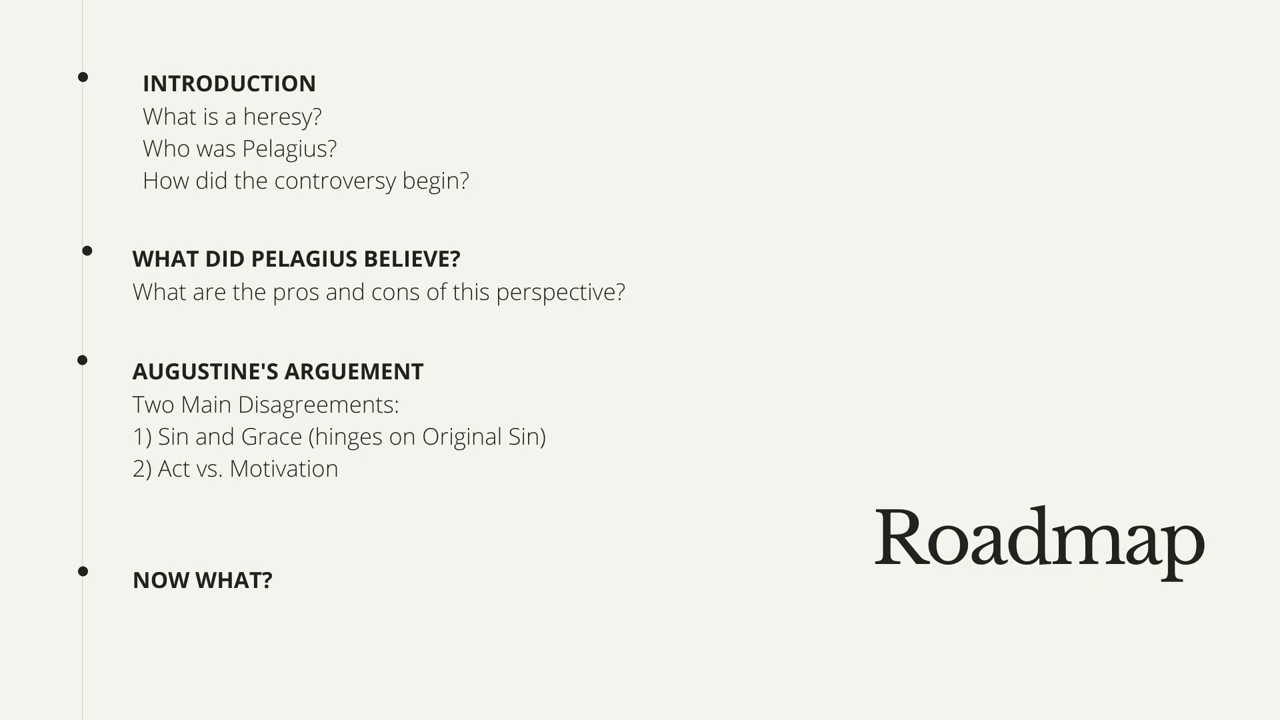 INTRODUCTION
What is a heresy?
Who was Pelagius?
How did the controversy begin?
WHAT DID PELAGIUS BELIEVE?
What are the pros and cons of this perspective?
AUGUSTINE'S ARGUEMENT
Two Main Disagreements:
1) Sin and Grace (hinges on Original Sin)
2) Act vs. Motivation
NOW WHAT?
Roadmap